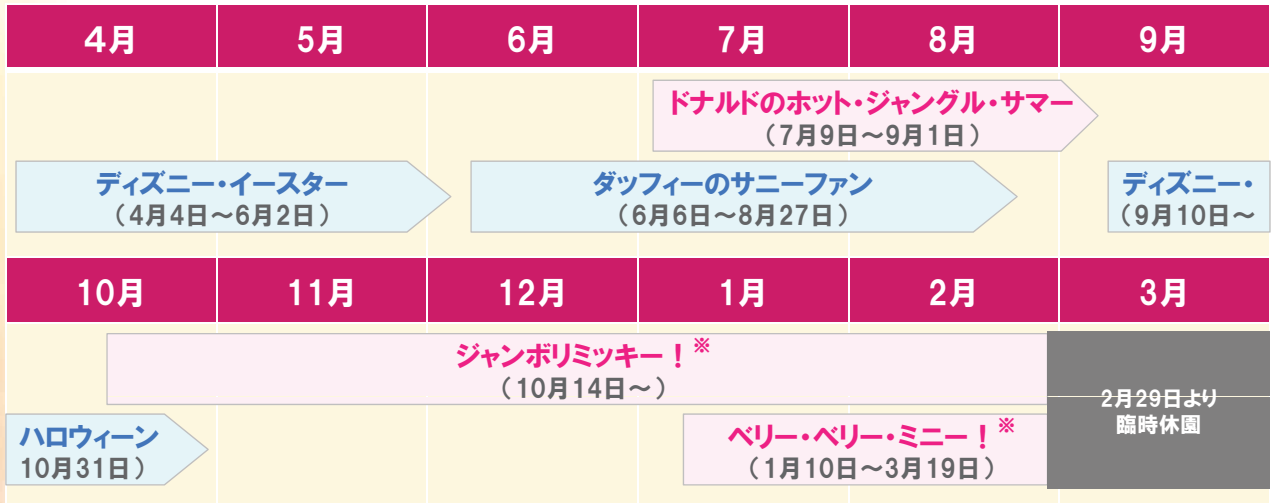 4月 5月 6月 7月 8月 9月
ドナルドのホット・ジャングル・サマー
（7月9日～9月1日）
ディズニー・イースター
（4月4日～6月2日）
ダッフィーのサニーファン
（6月6日～8月27日）
ディズニー・
（9月10日～
10月 11月 12月 1月 2月 3月
ジャンボリミッキー！※
（10月14日～）
ハロウィーン
10月31日）
ベリー・ベリー・ミニー！※
（1月10日～3月19日）
2月29日より
臨時休園